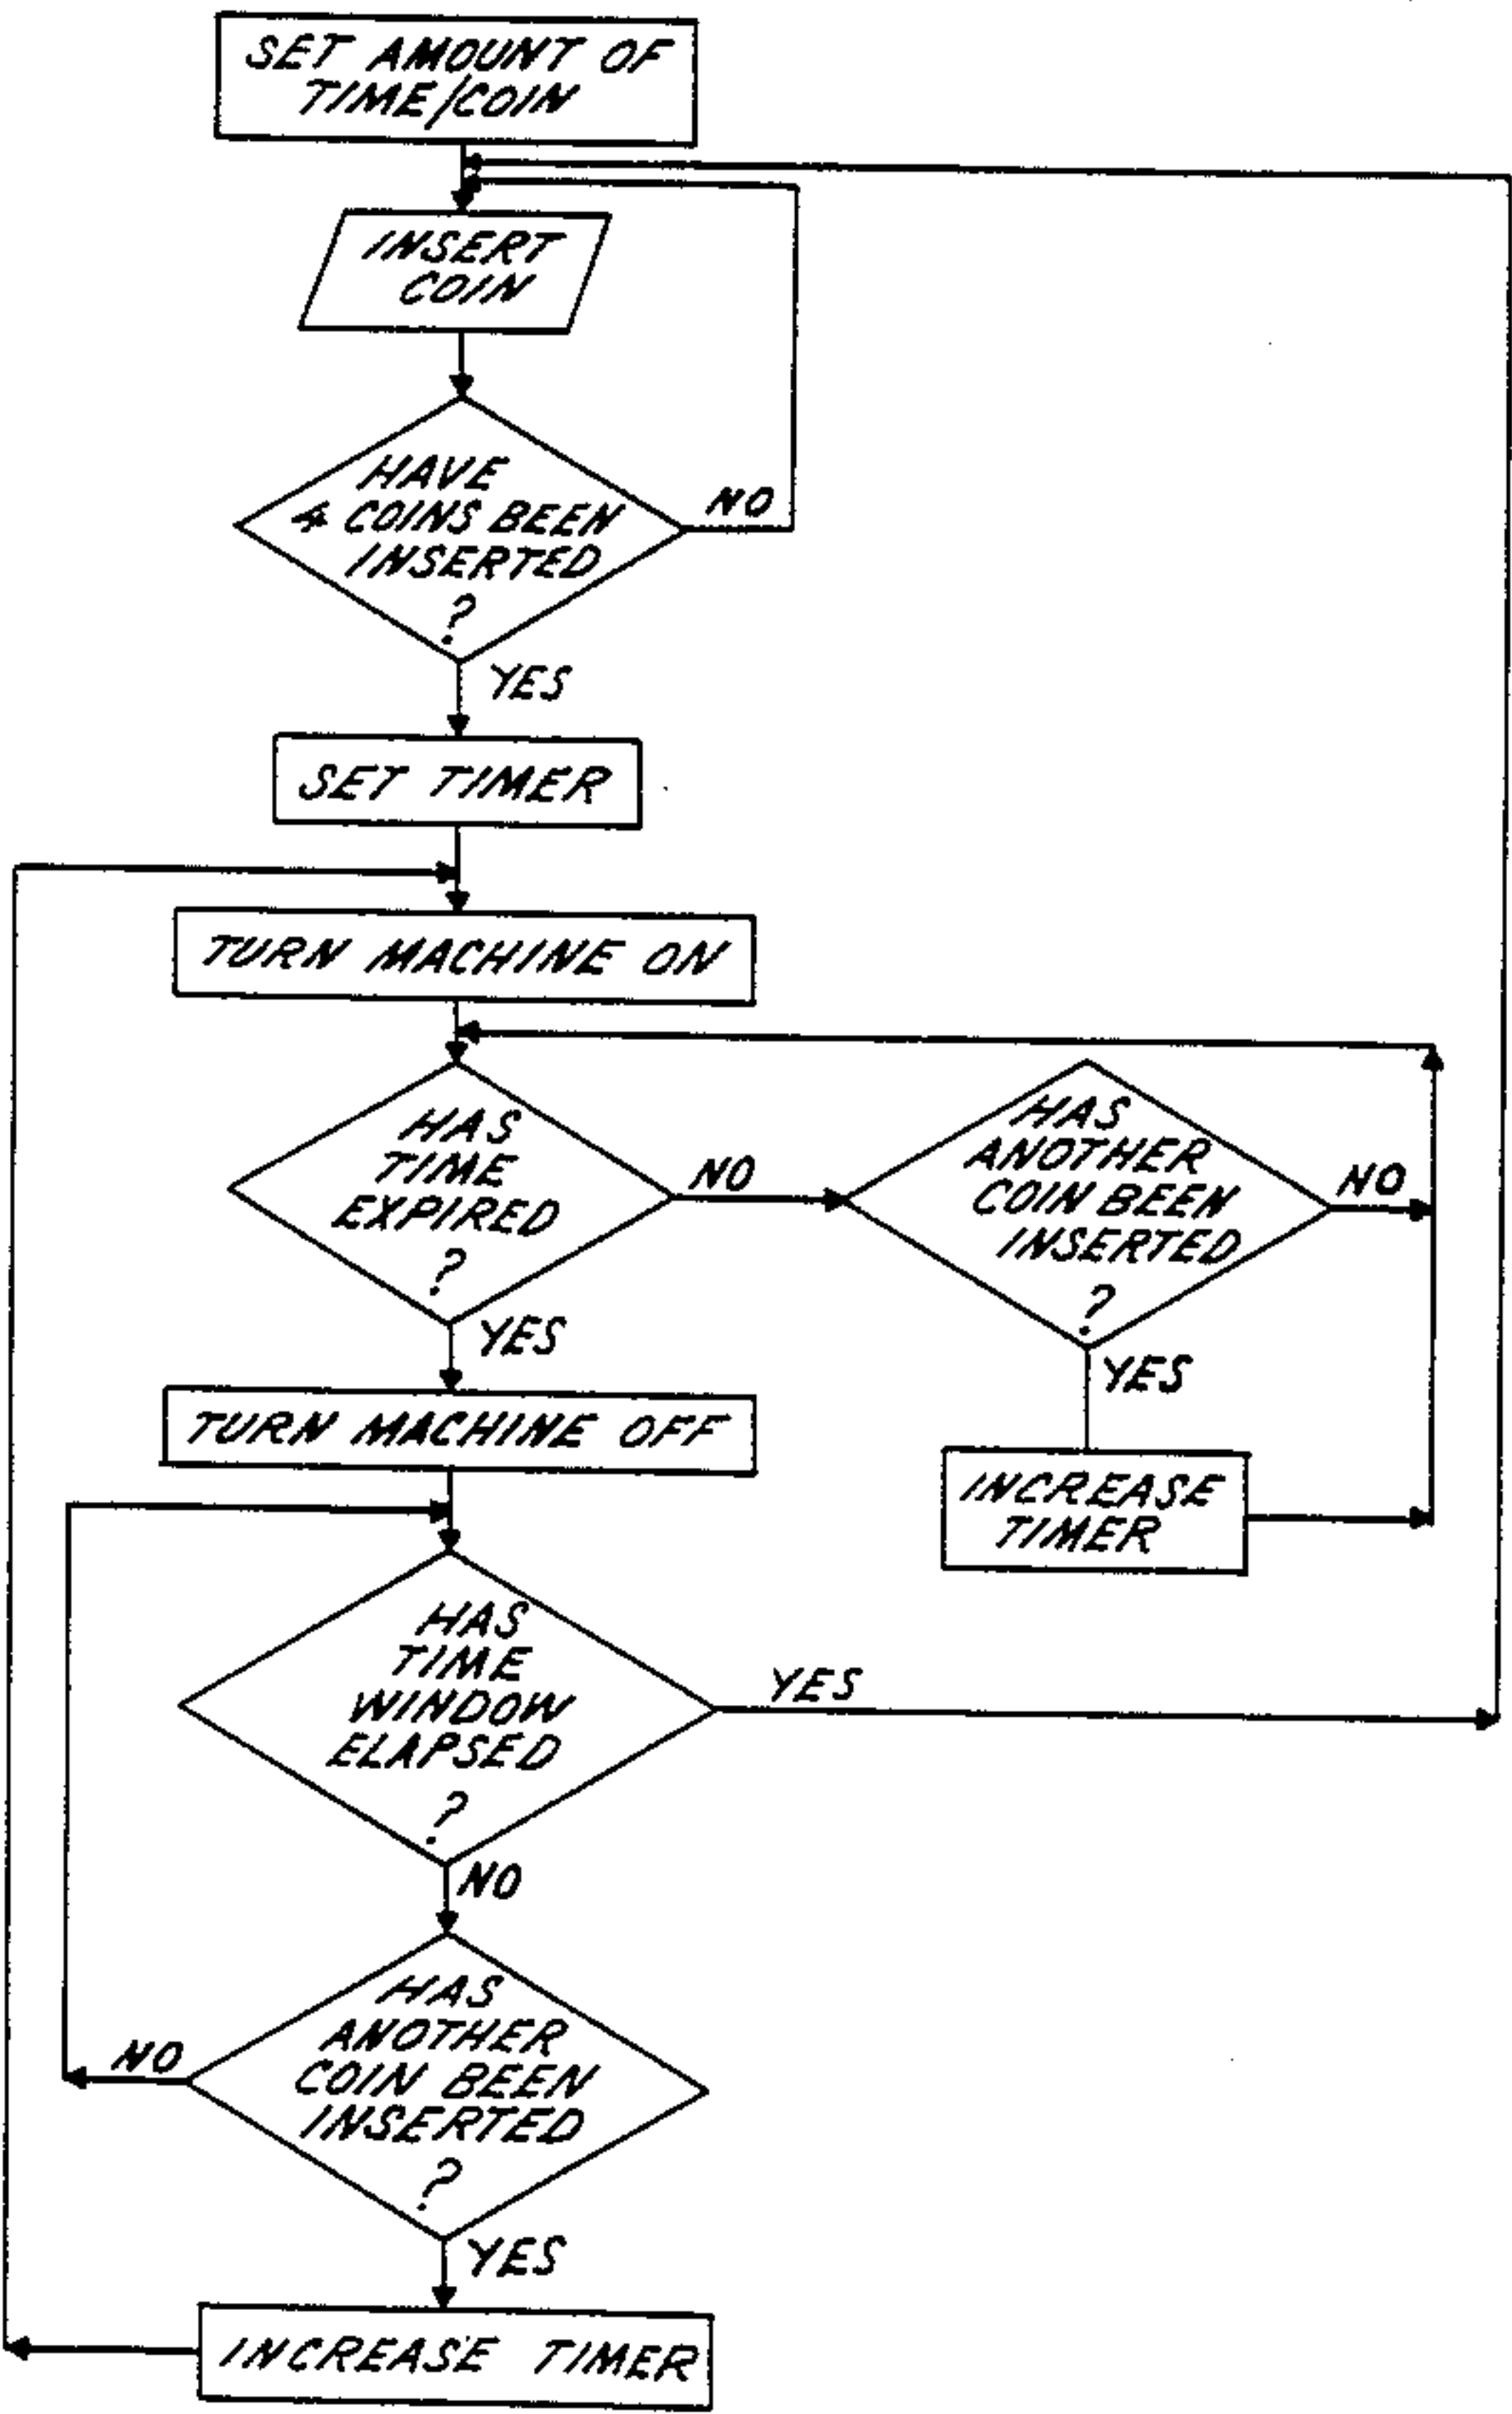 SET AMOUNT OF
TIME/COIN
INSERT
COIN
HAVE
4 COINS BEEN
INSERTED
?
NO
YES
SET TIMER
TURN MACHINE ON
HAS
TIME
EXPIRED
?
NO
YES
HAS
ANOTHER
COIN BEEN
INSERTED
?
NO
YES
INCREASE
TIMER
TURN MACHINE OFF
HAS
TIME
WINDOW
ELAPSED
?
YES
NO
HAS
ANOTHER
COIN BEEN
INSERTED
?
NO
YES
INCREASE TIMER